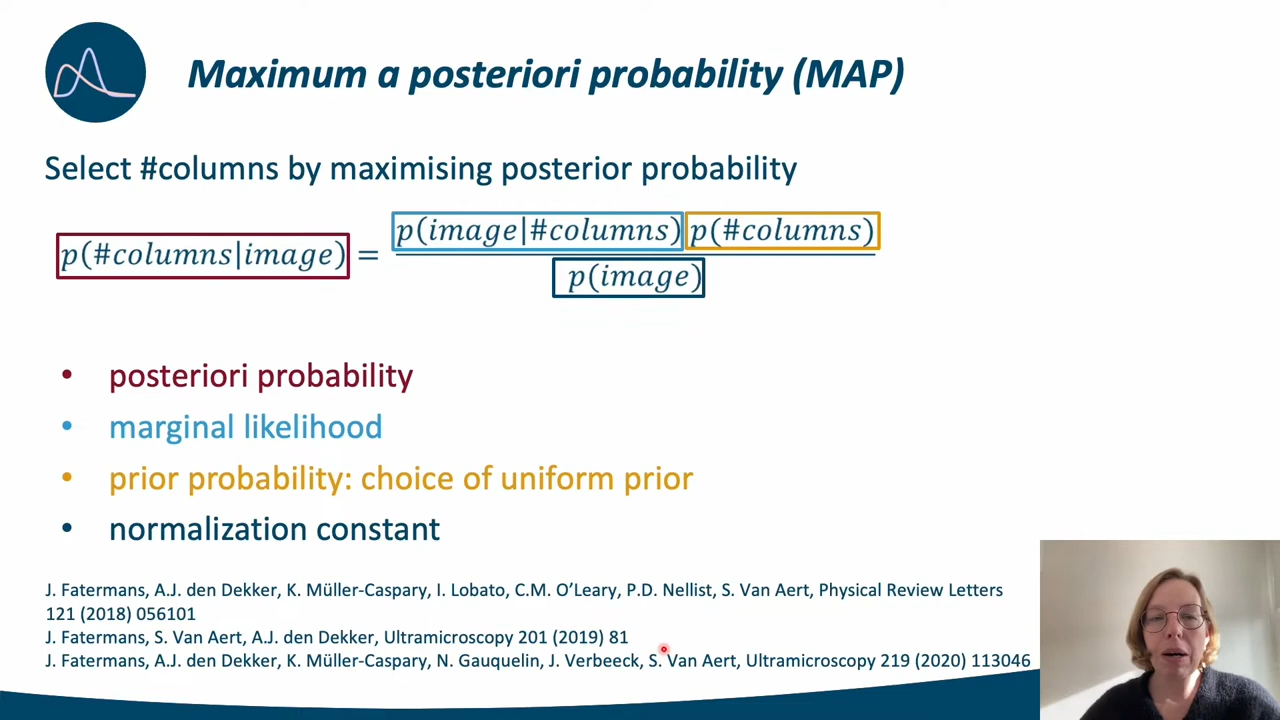 Maximum a posteriori probability (MAP)
Select #columns by maximising posterior probability
p(#columns|image) = p(image|#columns) p(#columns)
p(image)
• posteriori probability
• marginal likelihood
• prior probability: choice of uniform prior
• normalization constant
J. Fatermans, A.J. den Dekker, K. Müller-Caspary, I. Lobato, C.M. O’Leary, P.D. Nellist, S. Van Aert, Physical Review Letters
121 (2018) 056101
J. Fatermans, S. Van Aert, A.J. den Dekker, Ultramicroscopy 201 (2019) 81
J. Fatermans, A.J. den Dekker, K. Müller-Caspary, N. Gauquelin, J. Verbeeck, S. Van Aert, Ultramicroscopy 219 (2020) 113046